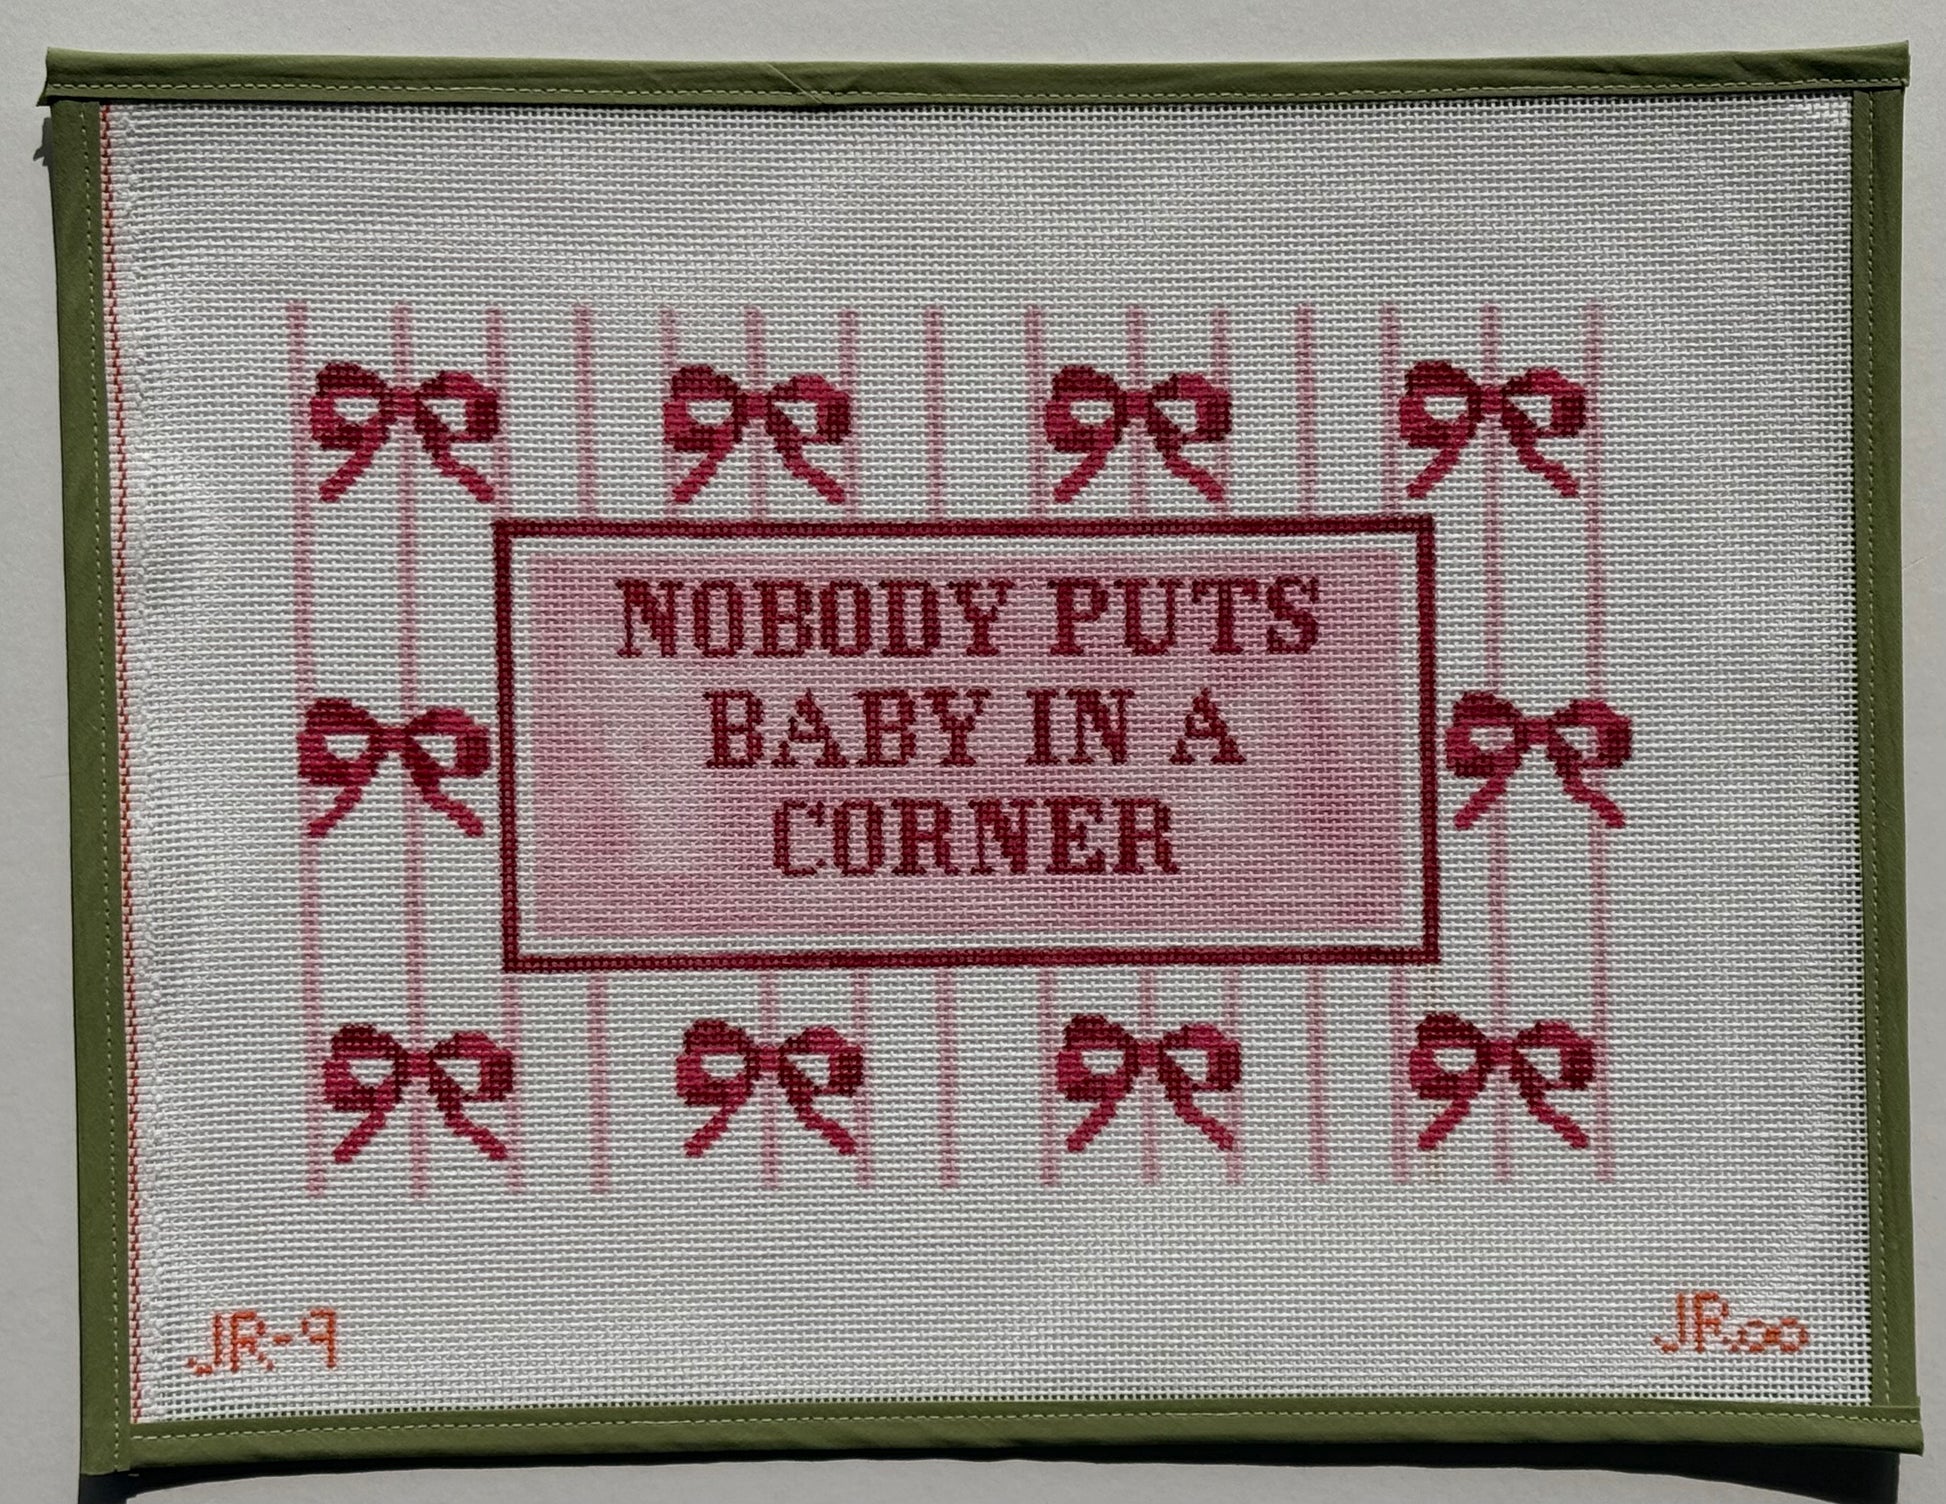 NOBODY PUTS
BABY IN A
CORNER
JR-9
JR∞